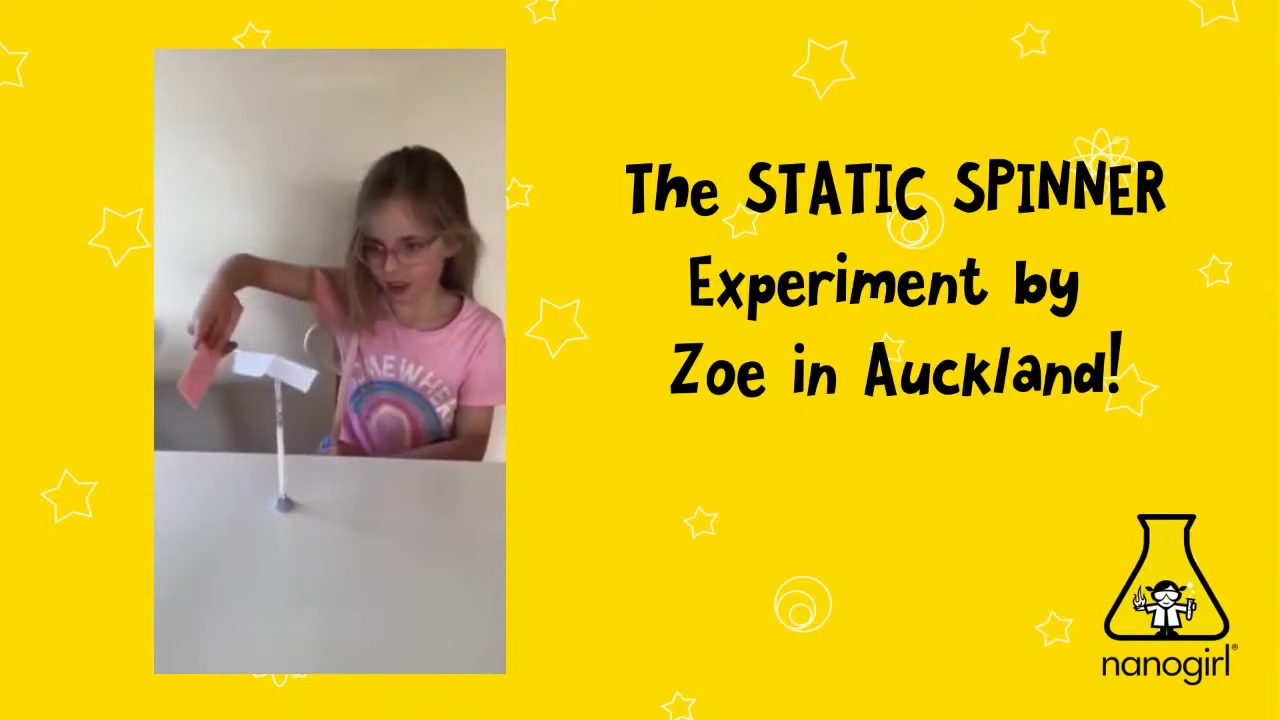 The STATIC SPINNER
Experiment by
Zoe in Auckland!
nanogirl®